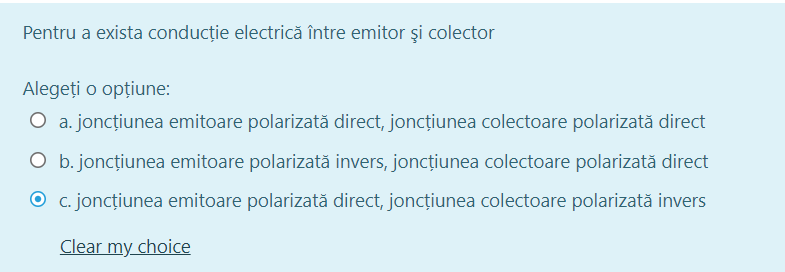 Pentru a exista conducție electrică între emitor şi colector
Alegeți o opțiune:
a. joncțiunea emitoare polarizată direct, joncțiunea colectoare polarizată direct
b. joncțiunea emitoare polarizată invers, joncțiunea colectoare polarizată direct
c. joncțiunea emitoare polarizată direct, joncțiunea colectoare polarizată invers
Clear my choice